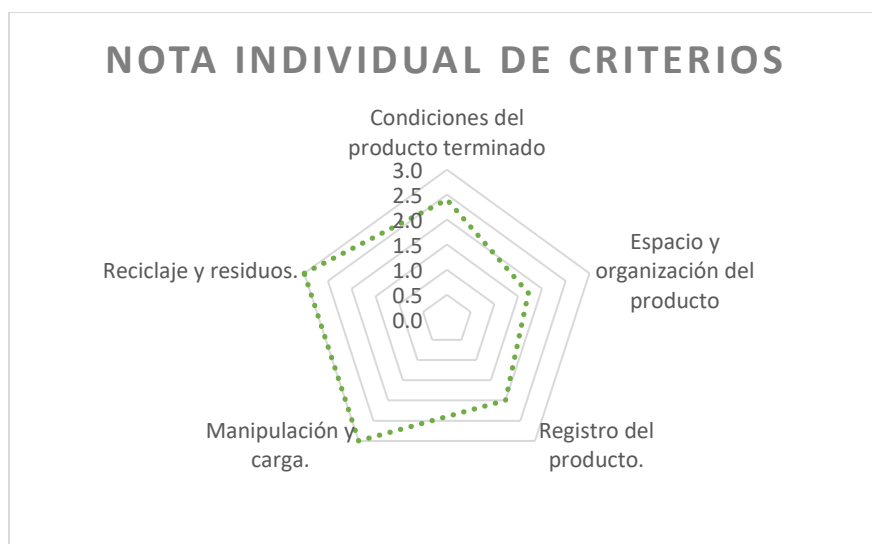 NOTA INDIVIDUAL DE CRITERIOS
Condiciones del
producto terminado
3.0
2.5
2.0
1.5
1.0
0.5
0.0
Espacio y
organización del
producto
Registro del
producto.
Manipulación y
carga.
Reciclaje y residuos.